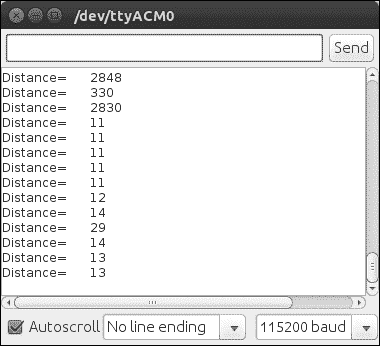 /dev/ttyACM0
Send
Distance= 2848
Distance= 330
Distance= 2830
Distance= 11
Distance= 11
Distance= 11
Distance= 11
Distance= 11
Distance= 12
Distance= 14
Distance= 29
Distance= 14
Distance= 13
Distance= 13
Autoscroll No line ending 115200 baud